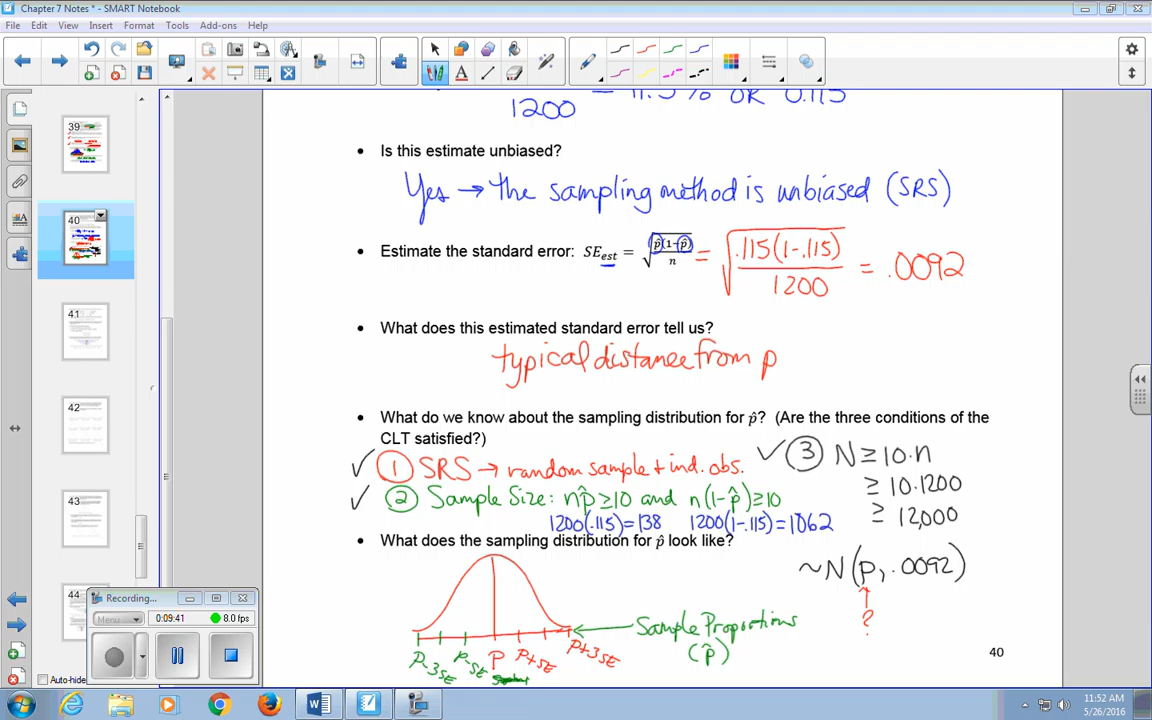 Chapter 7 Notes * - SMART Notebook
File Edit View Insert Format Tools Add-ons Help
1200 = 11.5% OR 0.115
• Is this estimate unbiased?
Yes → the sampling method is unbiased (SRS)
• Estimate the standard error: SEest = √p̂(1−p̂)/n = √.115(1-.115)/1200 = .0092
• What does this estimated standard error tell us?
typical distance from p
• What do we know about the sampling distribution for p̂? (Are the three conditions of the
CLT satisfied?)
✓ ① SRS → random sample + ind. obs.
✓ ② Sample Size: np̂ ≥ 10 and n(1-p̂) ≥ 10
1200(.115) = 138 1200(1-.115) = 1062
✓ ③ N ≥ 10·n
≥ 10·1200
≥ 12,000
• What does the sampling distribution for p̂ look like?
~N(p, .0092)
?
Sample Proportions
(p̂)
p-3SE p-SE p p+SE p+3SE
40
39
40
41
42
43
44
Recording...
Menu
0:09:41
8.0 fps
Auto-hide
11:52 AM
5/26/2016